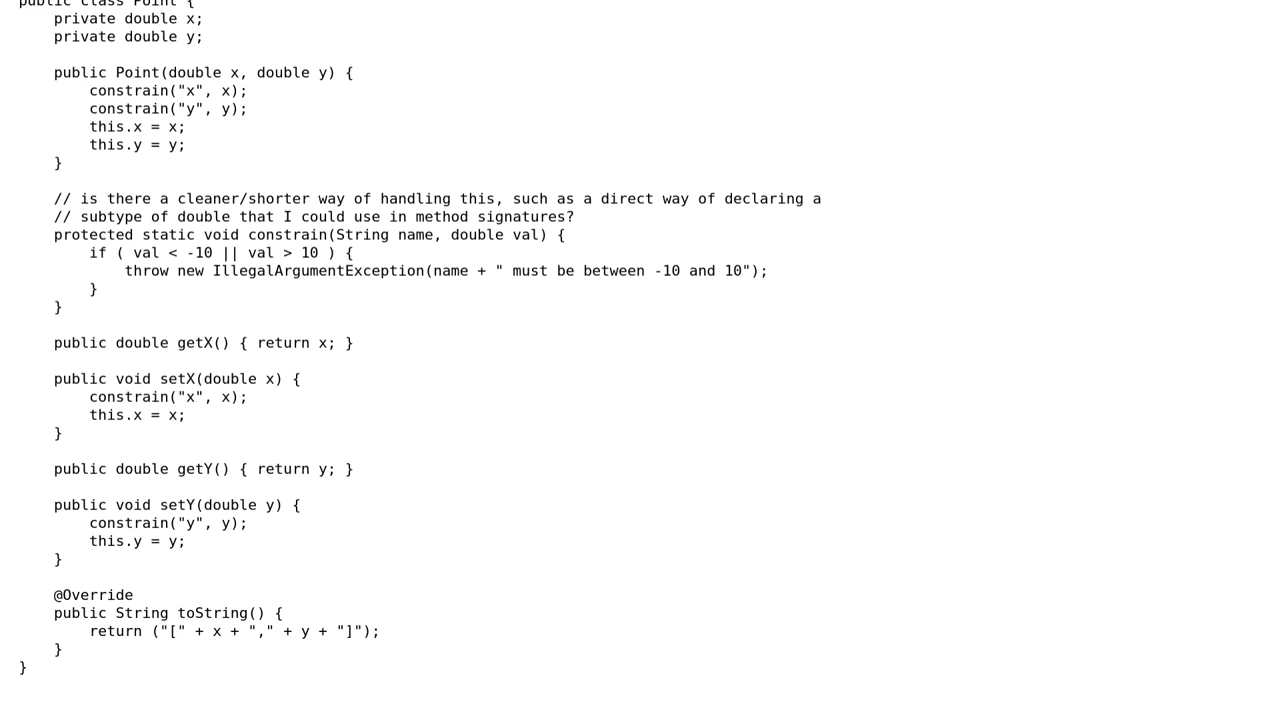 public class Point {
    private double x;
    private double y;

    public Point(double x, double y) {
        constrain("x", x);
        constrain("y", y);
        this.x = x;
        this.y = y;
    }

    // is there a cleaner/shorter way of handling this, such as a direct way of declaring a
    // subtype of double that I could use in method signatures?
    protected static void constrain(String name, double val) {
        if ( val < -10 || val > 10 ) {
            throw new IllegalArgumentException(name + " must be between -10 and 10");
        }
    }

    public double getX() { return x; }

    public void setX(double x) {
        constrain("x", x);
        this.x = x;
    }

    public double getY() { return y; }

    public void setY(double y) {
        constrain("y", y);
        this.y = y;
    }

    @Override
    public String toString() {
        return ("[" + x + "," + y + "]");
    }
}